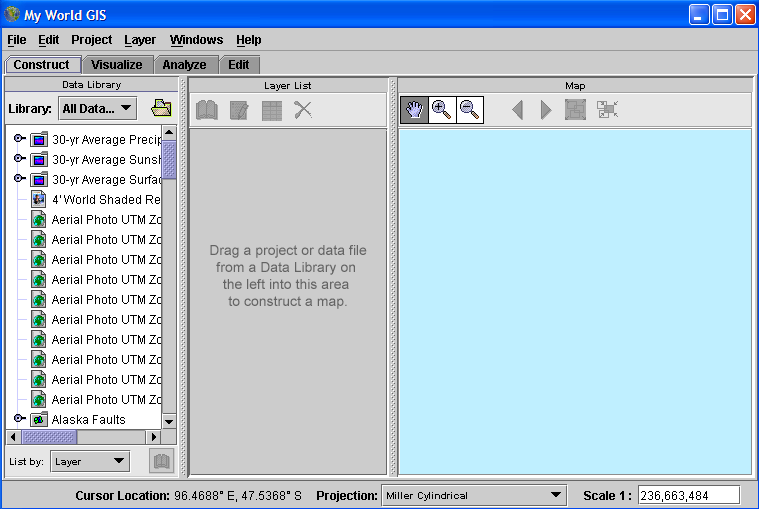 My World GIS
File Edit Project Layer Windows Help
Construct Visualize Analyze Edit
Data Library
Library: All Data...
30-yr Average Precip
30-yr Average Sunsh
30-yr Average Surfac
4' World Shaded Re
Aerial Photo UTM Zo
Aerial Photo UTM Zo
Aerial Photo UTM Zo
Aerial Photo UTM Zo
Aerial Photo UTM Zo
Aerial Photo UTM Zo
Aerial Photo UTM Zo
Aerial Photo UTM Zo
Aerial Photo UTM Zo
Aerial Photo UTM Zo
Alaska Faults
List by: Layer
Layer List
Drag a project or data file
from a Data Library on
the left into this area
to construct a map.
Map
Cursor Location: 96.4688° E, 47.5368° S Projection: Miller Cylindrical Scale 1 : 236,663,484